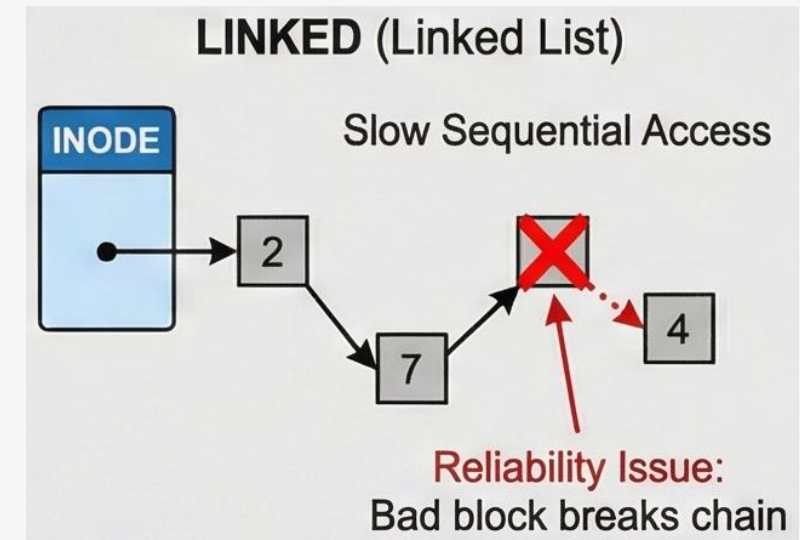 LINKED (Linked List)
INODE
Slow Sequential Access
2
7
4
Reliability Issue:
Bad block breaks chain